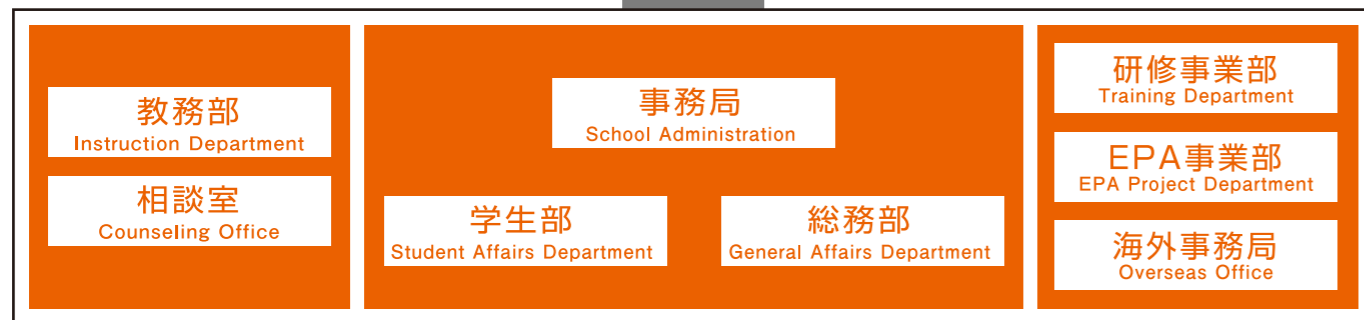 教務部
Instruction Department
相談室
Counseling Office
事務局
School Administration
学生部
Student Affairs Department
総務部
General Affairs Department
研修事業部
Training Department
EPA事業部
EPA Project Department
海外事務局
Overseas Office